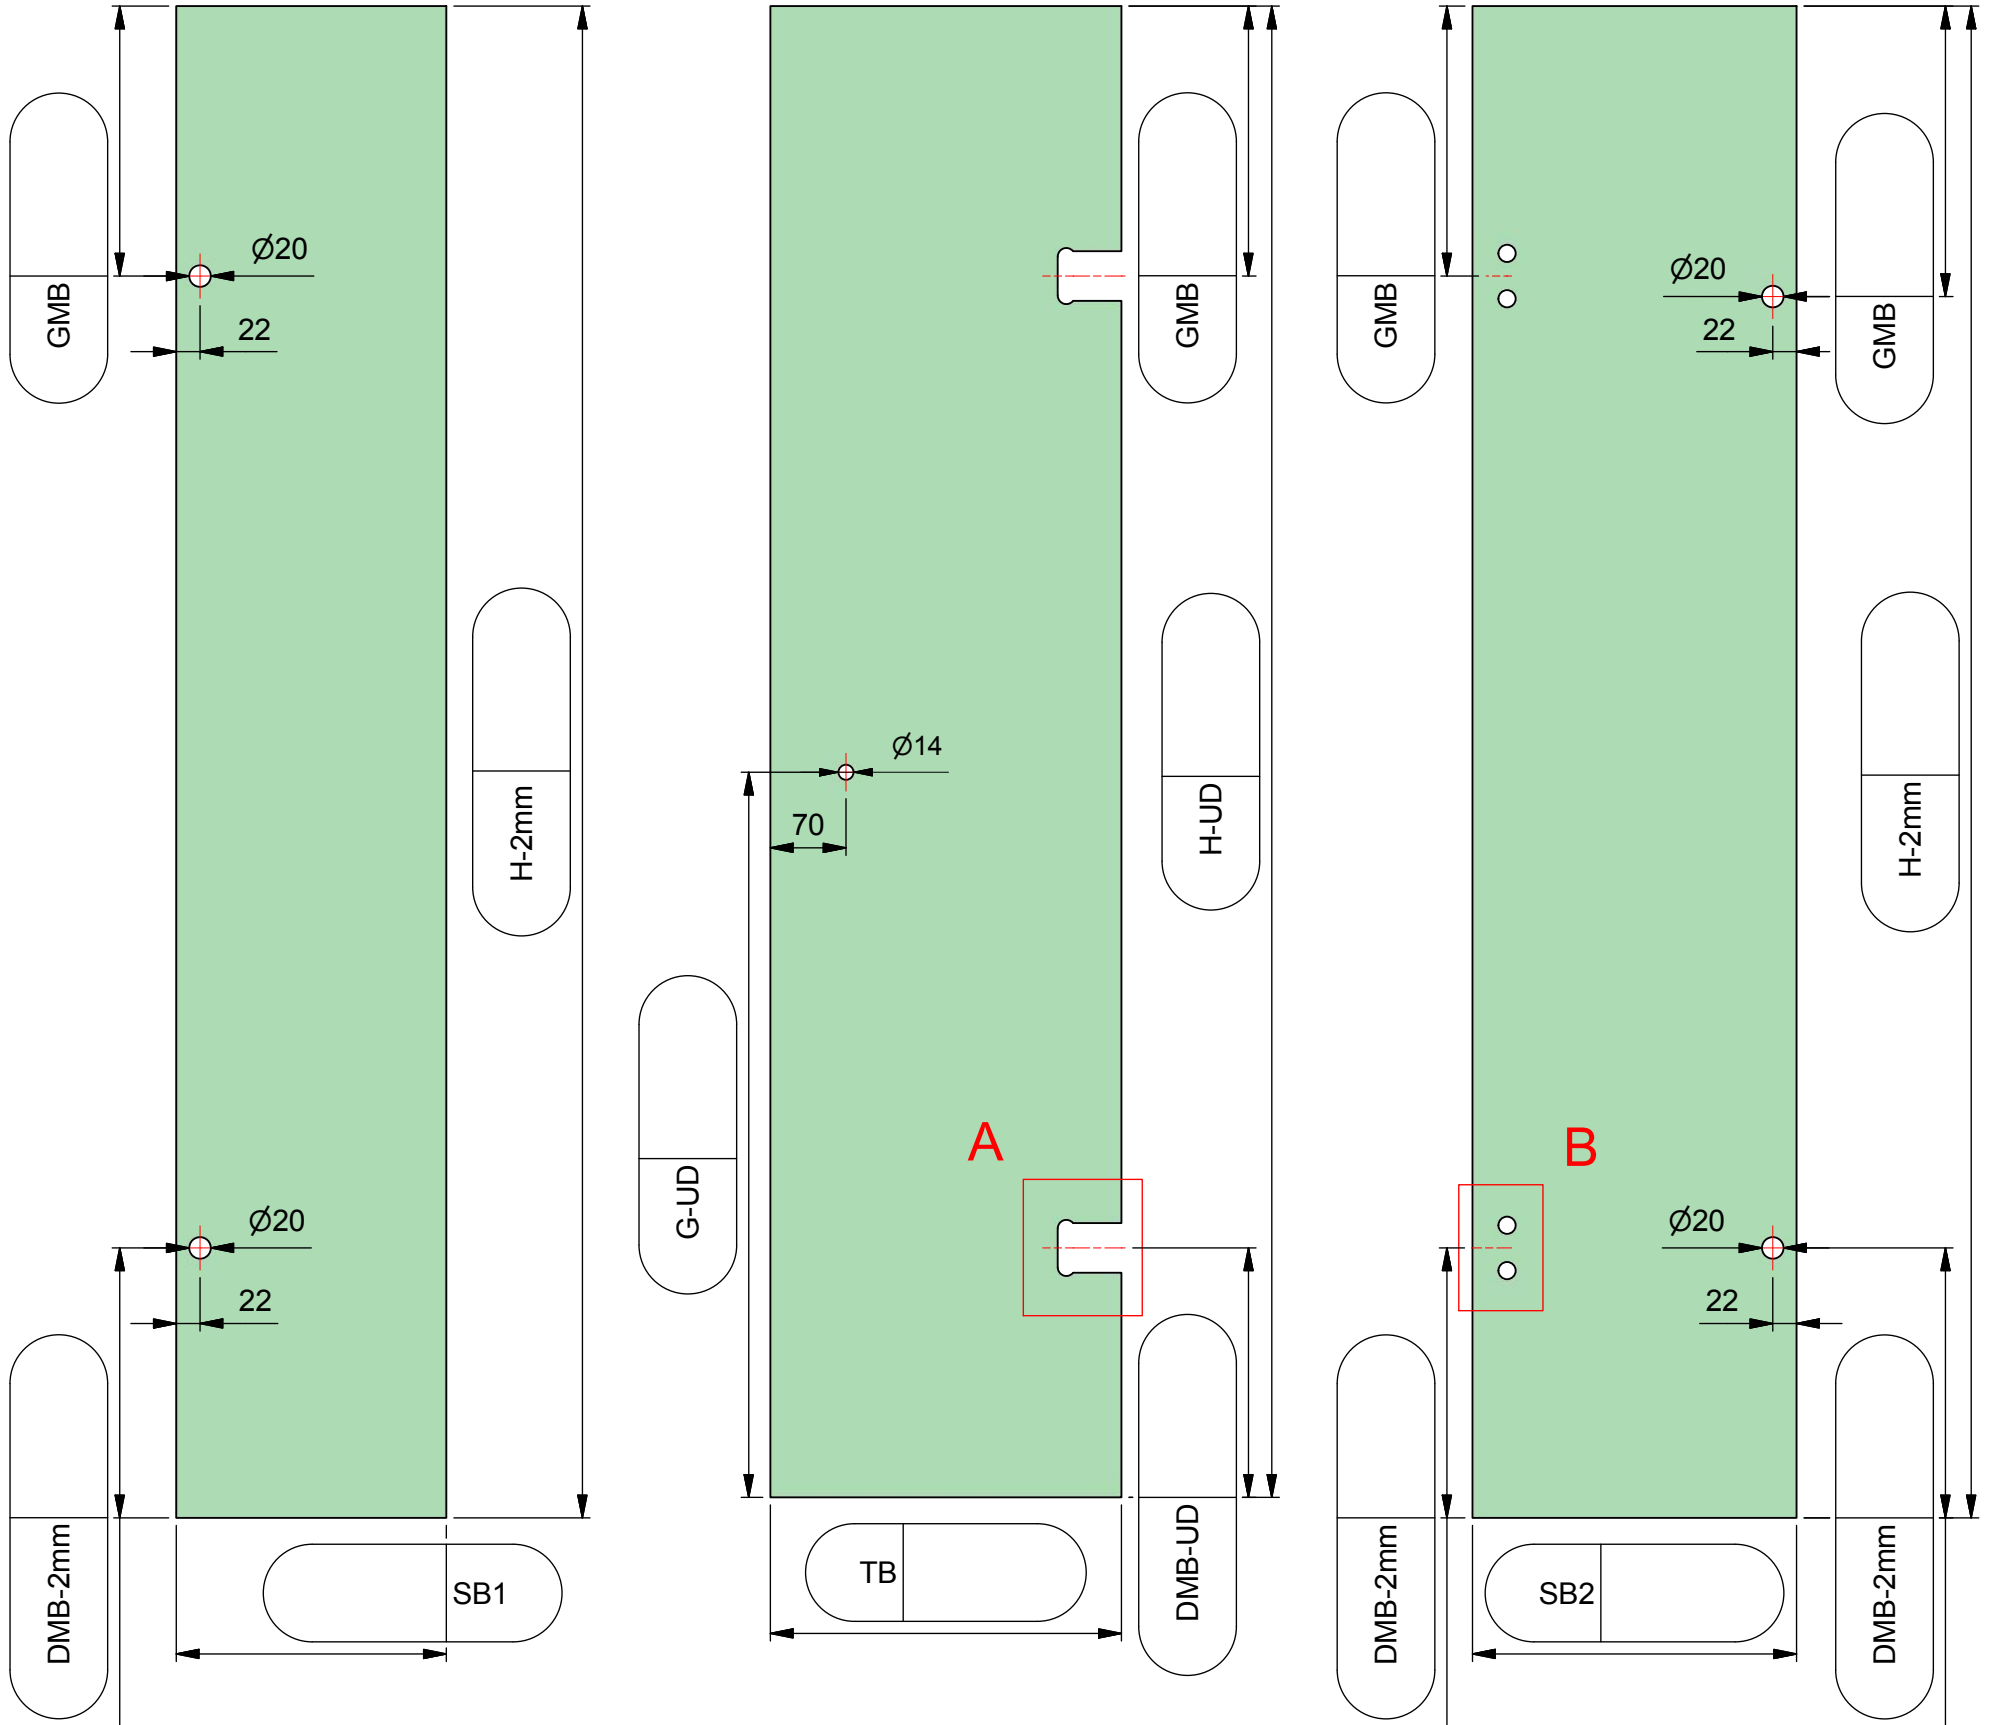 GMB
Ø20
22
H-2mm
Ø20
22
DMB-2mm
SB1
GMB
Ø14
70
H-UD
G-UD
A
DMB-UD
TB
GMB
Ø20
22
GMB
H-2mm
B
Ø20
22
DMB-2mm
SB2
DMB-2mm